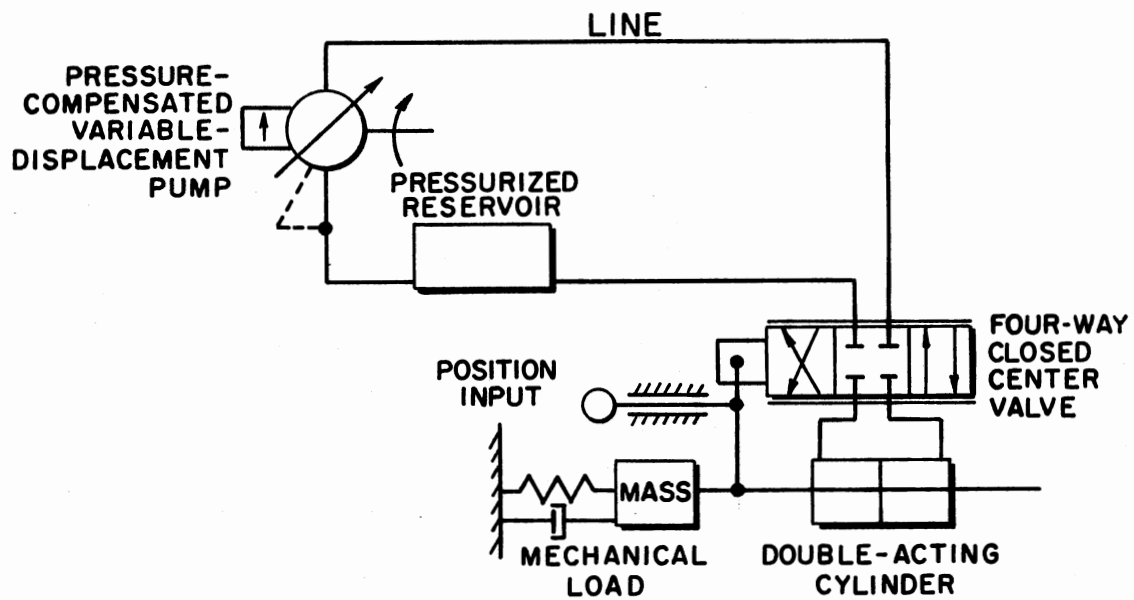 LINE
PRESSURE-
COMPENSATED
VARIABLE-
DISPLACEMENT
PUMP
PRESSURIZED
RESERVOIR
FOUR-WAY
CLOSED
CENTER
VALVE
POSITION
INPUT
MASS
MECHANICAL
LOAD
DOUBLE-ACTING
CYLINDER